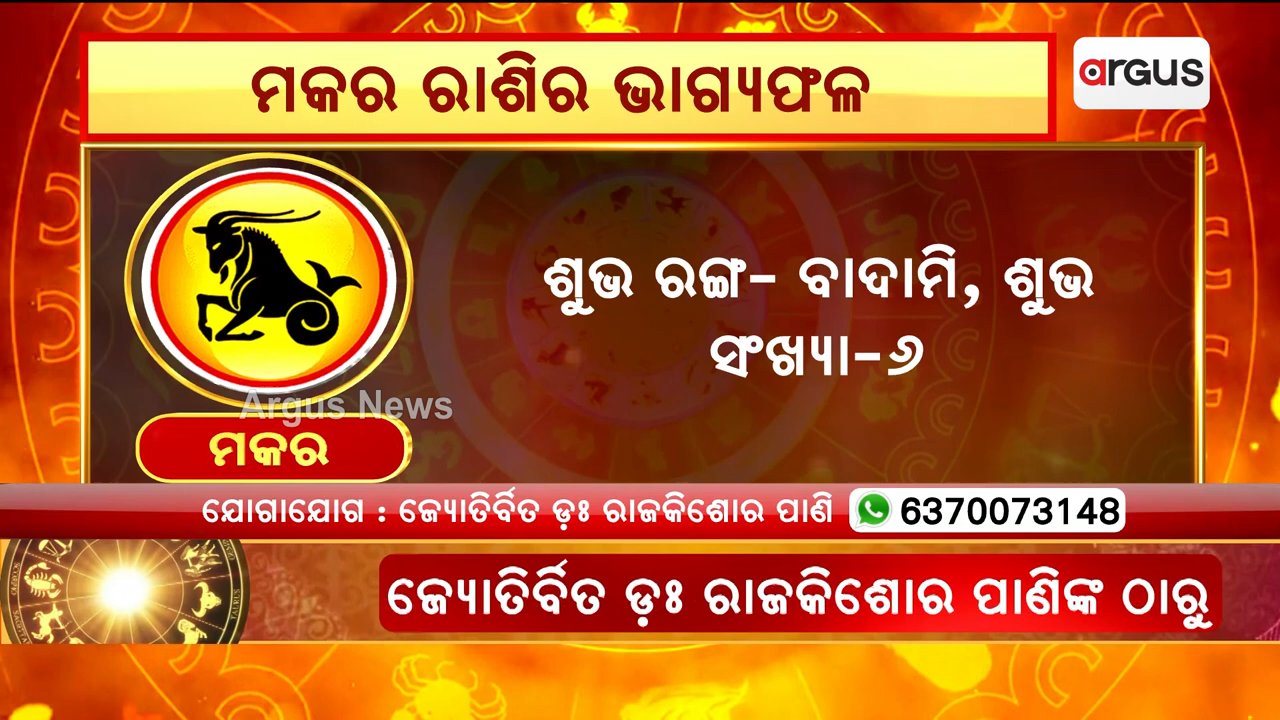 ମକର ରାଶିର ଭାଗ୍ୟଫଳ
argus
ଶୁଭ ରଙ୍ଗ- ବାଦାମି, ଶୁଭ
ସଂଖ୍ୟା-୬
Argus News
ମକର
ଯୋଗାଯୋଗ : ଜ୍ୟୋତିର୍ବିତ ଡ଼ଃ ରାଜକିଶୋର ପାଣି 6370073148
ଜ୍ୟୋତିର୍ବିତ ଡ଼ଃ ରାଜକିଶୋର ପାଣିଙ୍କ ଠାରୁ